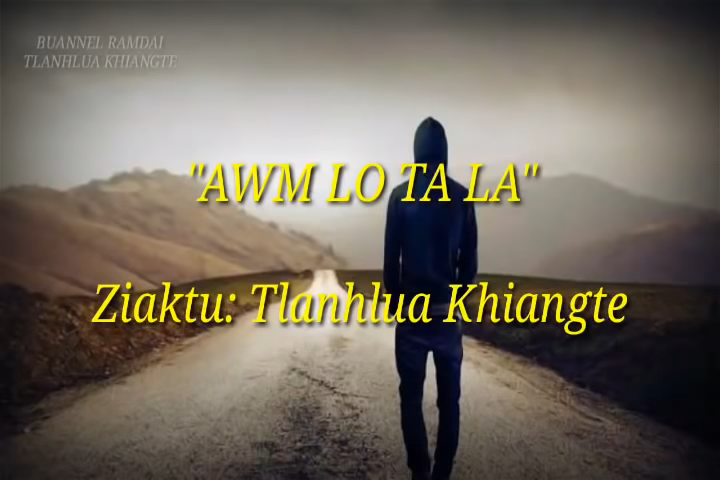 BUANNEL RAMDAI
TLANHLUA KHIANGTE
"AWM LO TA LA"
Ziaktu: Tlanhlua Khiangte